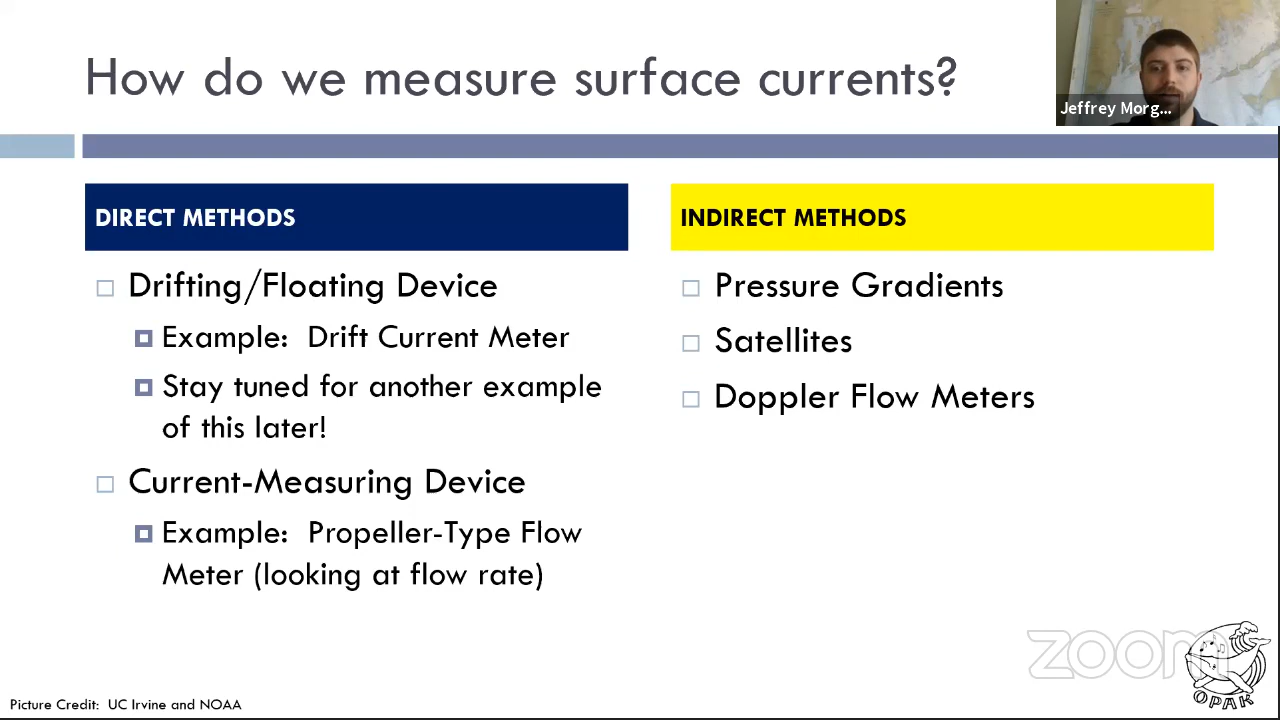 How do we measure surface currents?
Jeffrey Morg...
DIRECT METHODS
Drifting/Floating Device
Example: Drift Current Meter
Stay tuned for another example
of this later!
Current-Measuring Device
Example: Propeller-Type Flow
Meter (looking at flow rate)
INDIRECT METHODS
Pressure Gradients
Satellites
Doppler Flow Meters
zoom
OPAK
Picture Credit: UC Irvine and NOAA